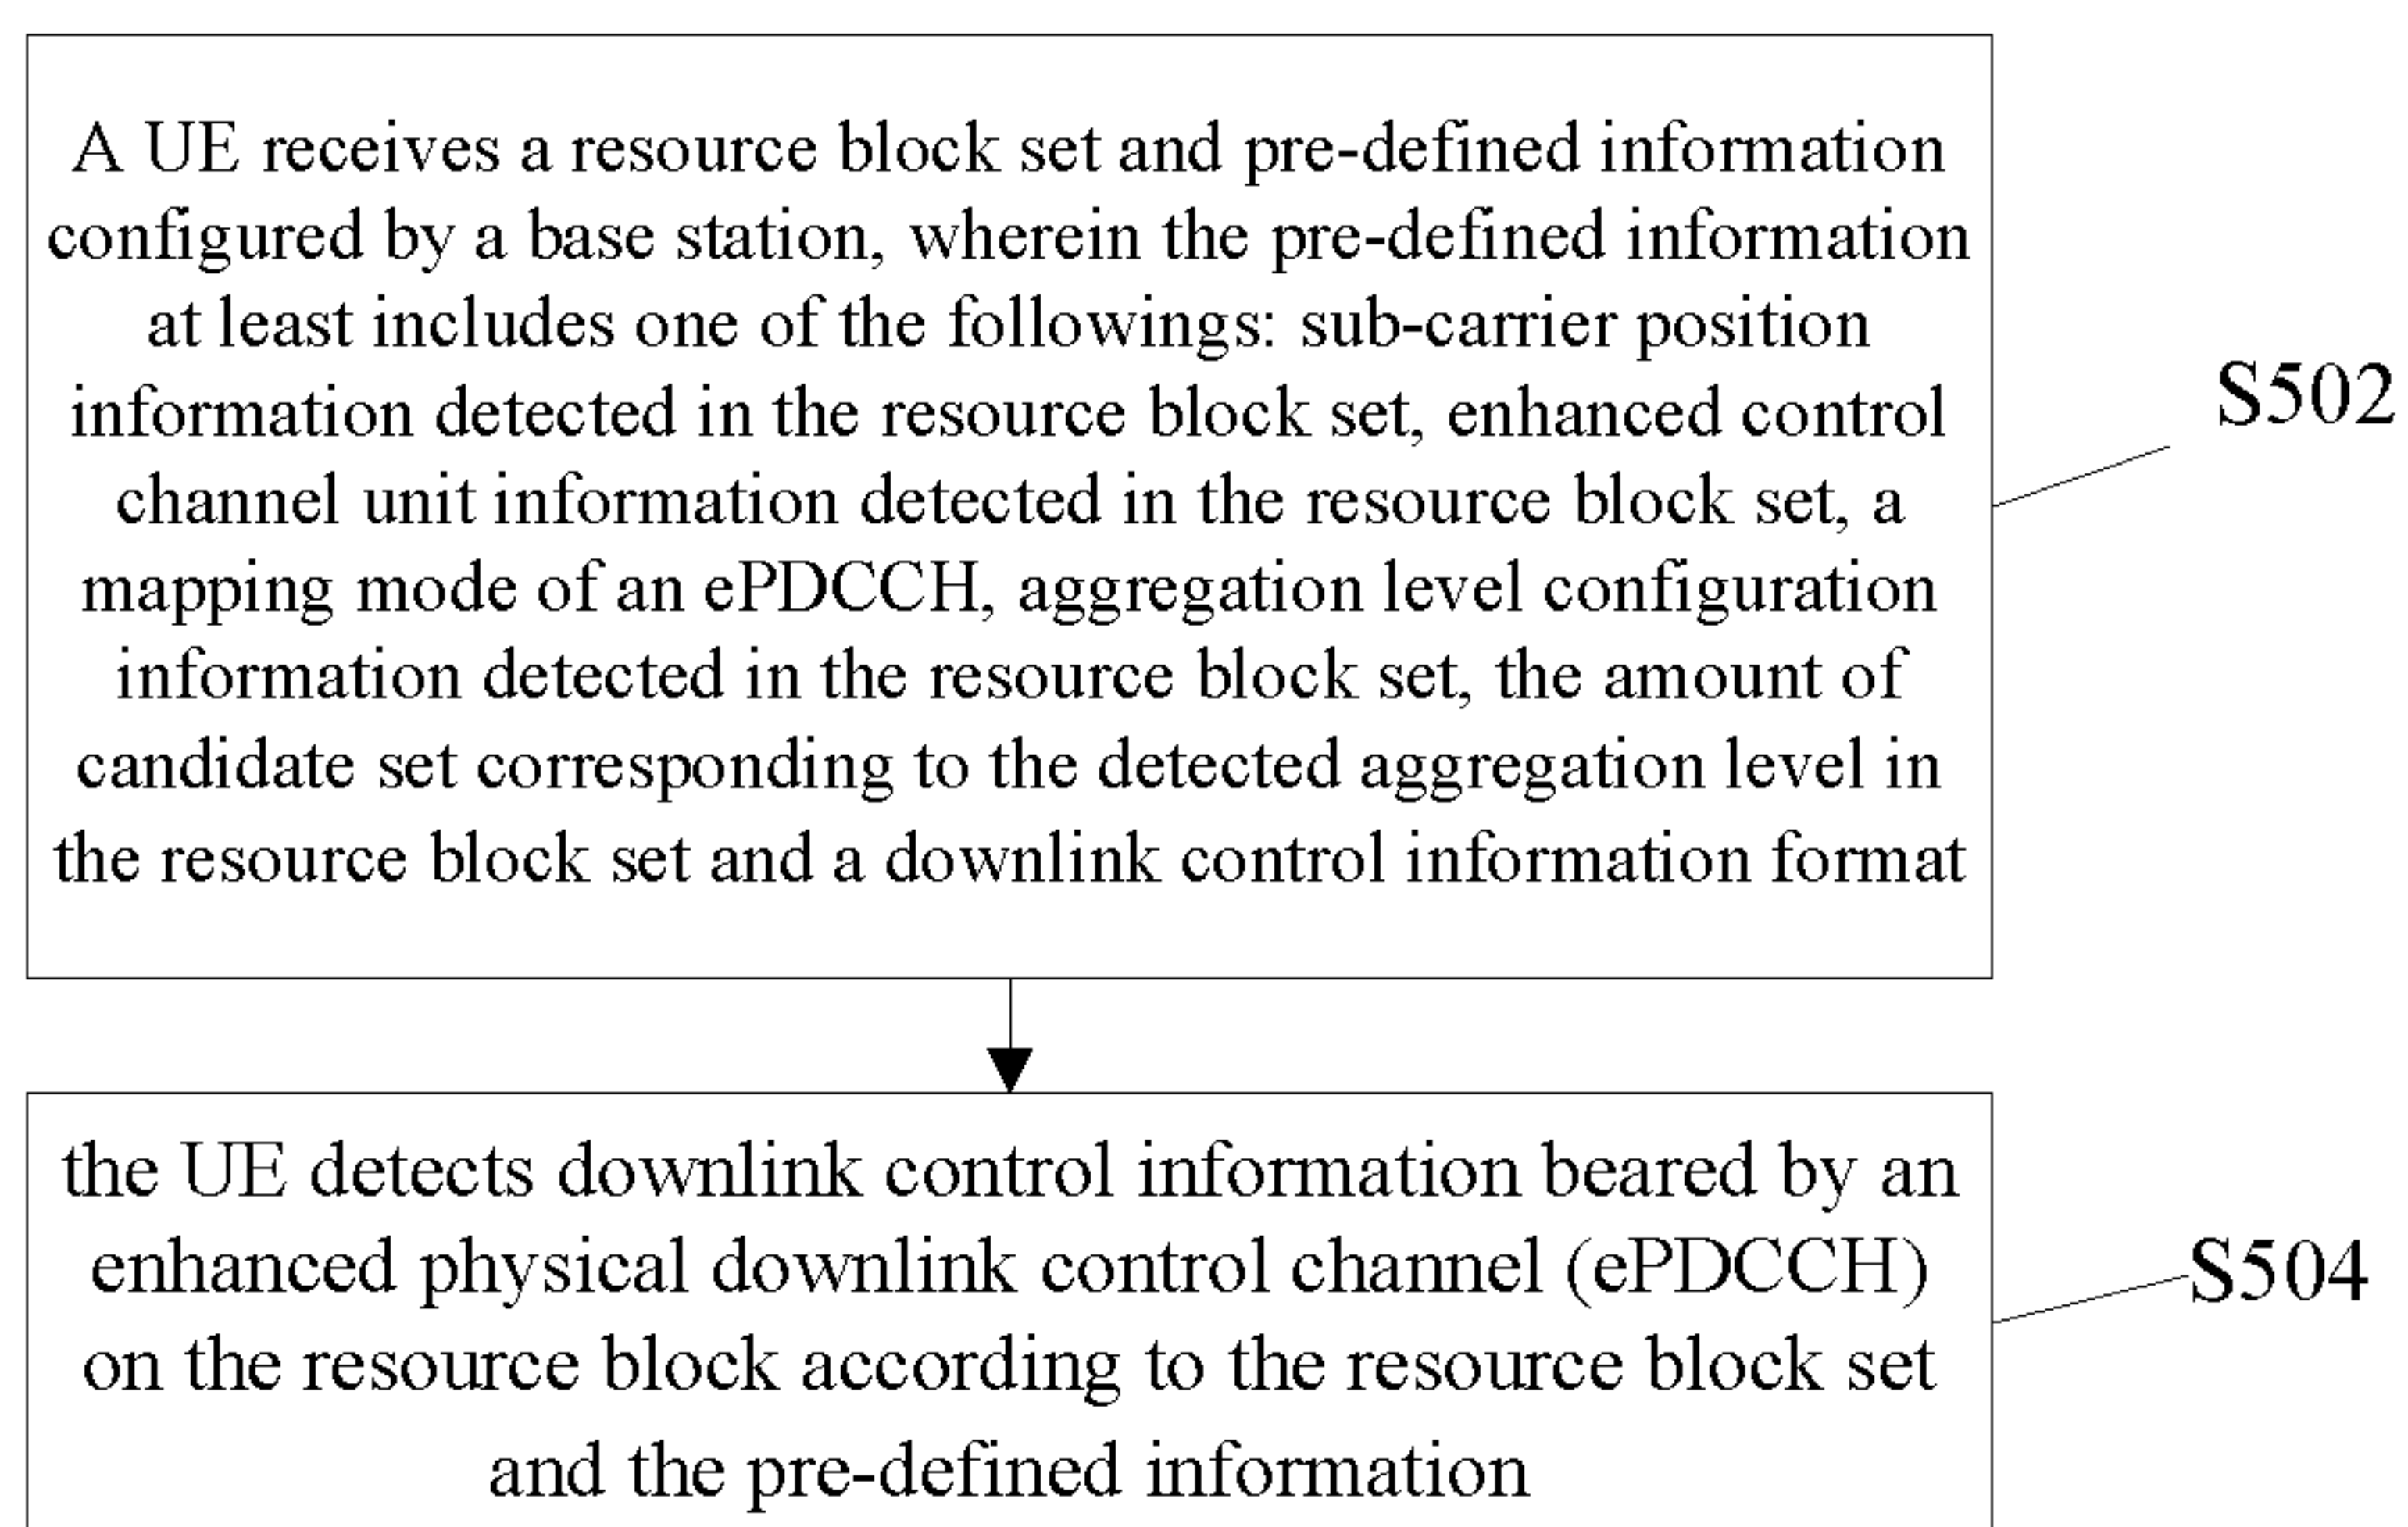 A UE receives a resource block set and pre-defined information
configured by a base station, wherein the pre-defined information
at least includes one of the followings: sub-carrier position
information detected in the resource block set, enhanced control
channel unit information detected in the resource block set, a
mapping mode of an ePDCCH, aggregation level configuration
information detected in the resource block set, the amount of
candidate set corresponding to the detected aggregation level in
the resource block set and a downlink control information format
S502
the UE detects downlink control information beared by an
enhanced physical downlink control channel (ePDCCH)
on the resource block according to the resource block set
and the pre-defined information
S504